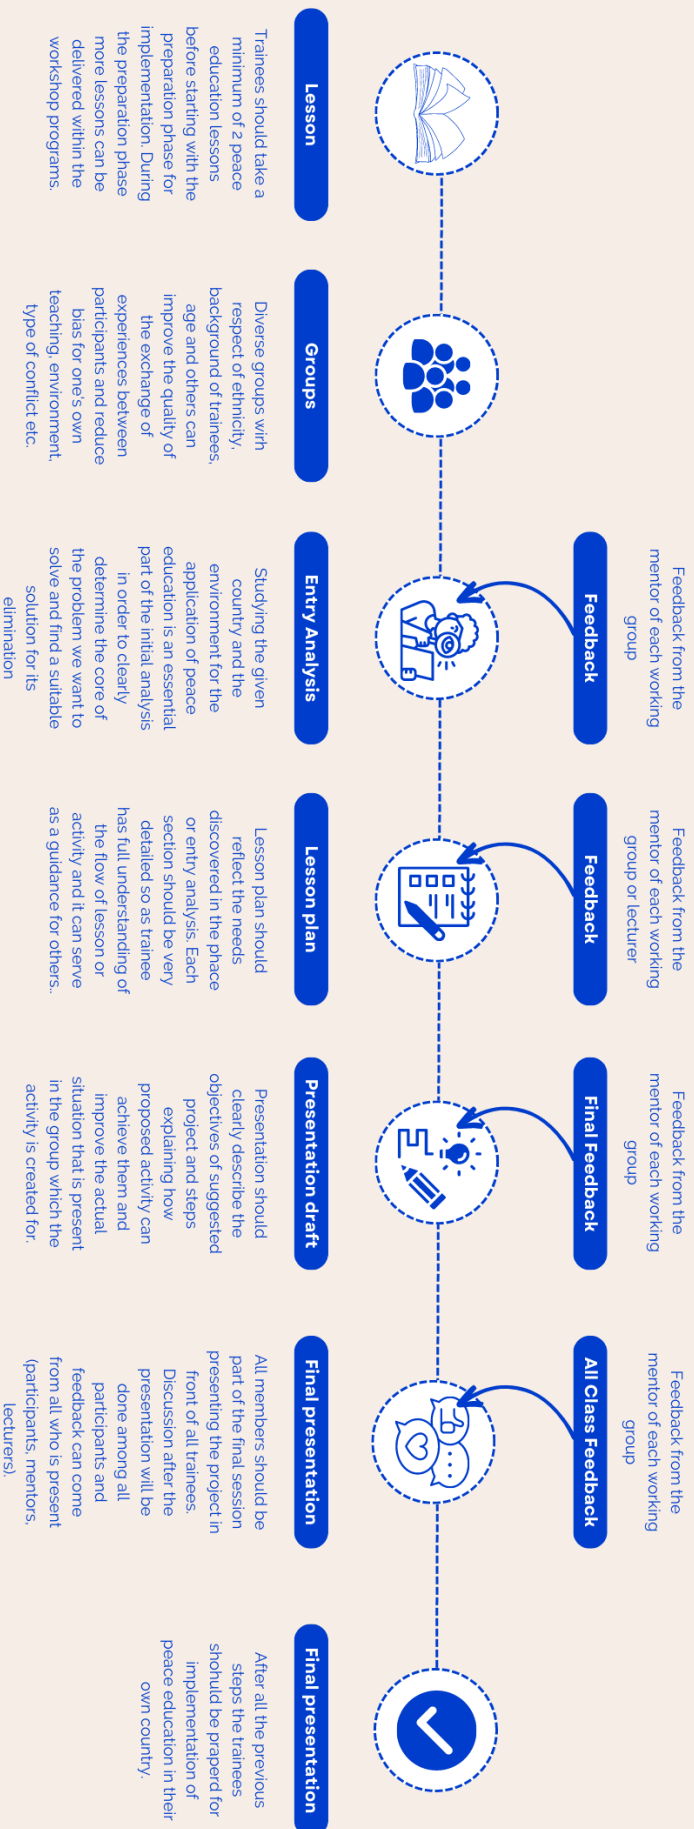 Lesson
Trainees should take a
minimum of 2 peace
education lessons
before starting with the
preparation phase for
implementation. During
the preparation phase
more lessons can be
delivered within the
workshop programs.
Groups
Diverse groups wirh
respect of ethnicity,
background of trainees,
age and others can
improve the quality of
the exchange of
experiences between
participants and reduce
bias for one's own
teaching, environment,
type of conflict etc.
Feedback from the
mentor of each working
group
Feedback
Entry Analysis
Studying the given
country and the
environment for the
application of peace
education is an essential
part of the initial analysis
in order to clearly
determine the core of
the problem we want to
solve and find a suitable
solution for its
elimination
Feedback from the
mentor of each working
group or lecturer
Feedback
Lesson plan
Lesson plan should
reflect the needs
discovered in the phace
or entry analysis. Each
section should be very
detailed so as trainee
has full understanding of
the flow of lesson or
activity and it can serve
as a guidance for others..
Feedback from the
mentor of each working
group
Final Feedback
Presentation draft
Presentation should
clearly describe the
objectives of suggested
project and steps
explaining how
proposed activity can
achieve them and
improve the actual
situation that is present
in the group which the
activity is created for.
Feedback from the
mentor of each working
group
All Class Feedback
Final presentation
All members should be
part of the final session
presenting the project in
front of all trainees.
Discussion after the
presentation will be
done among all
participants and
feedback can come
from all who is present
(participants, mentors,
lecturers).
Final presentation
After all the previous
steps the trainees
shohuld be praperd for
implementation of
peace education in their
own country.